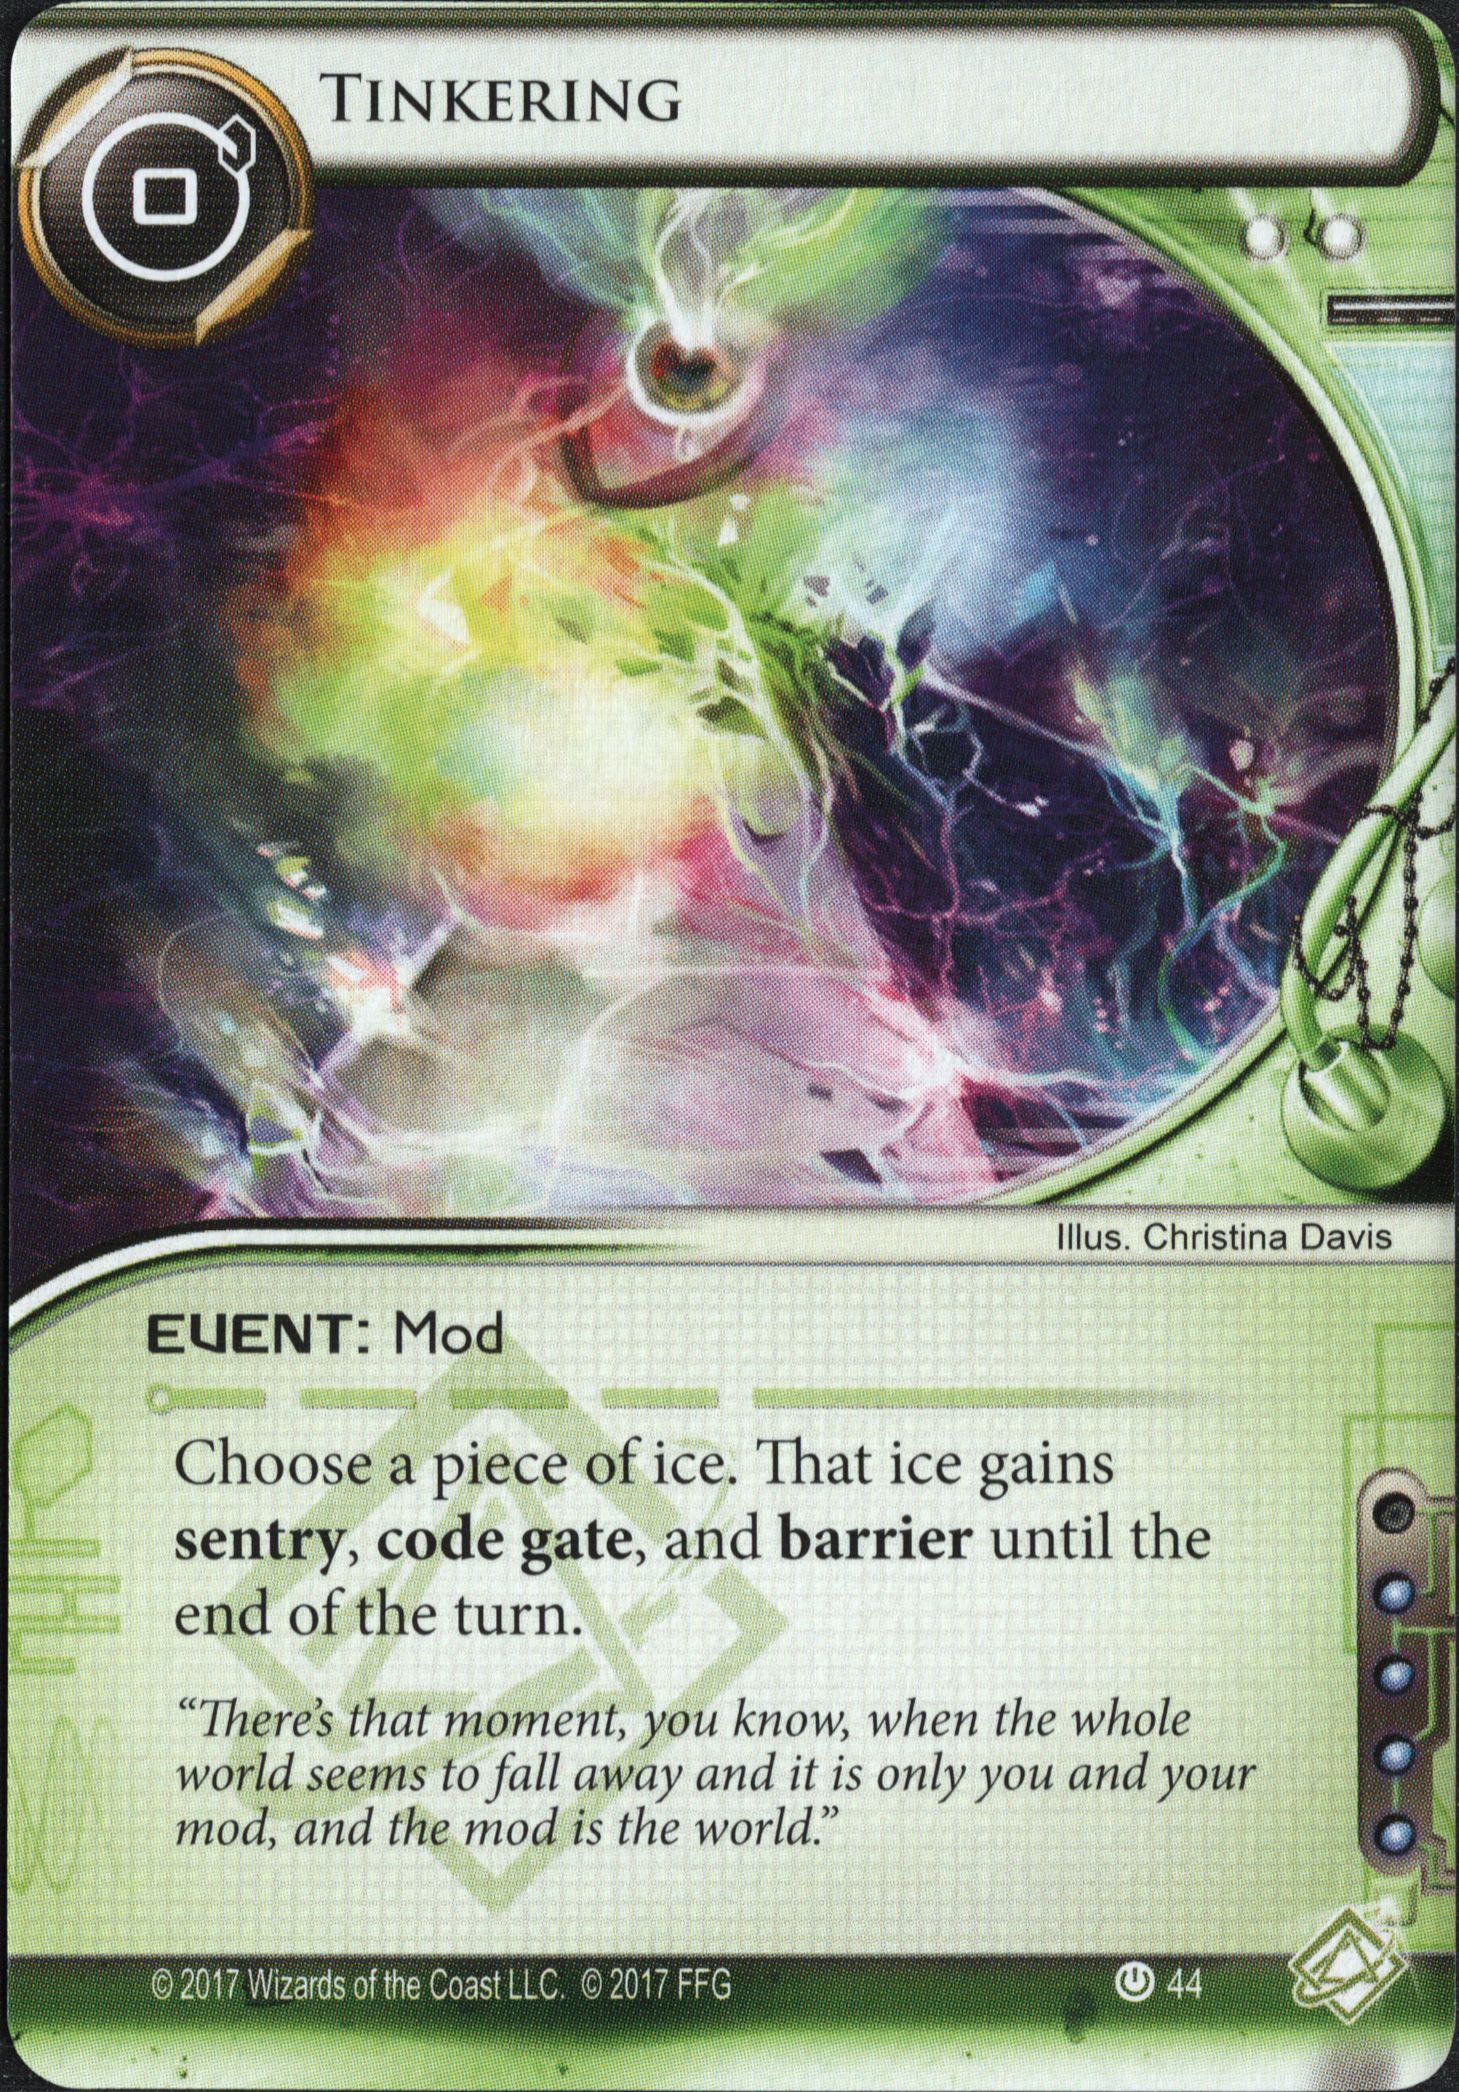 0
TINKERING
Illus. Christina Davis
EVENT: Mod
Choose a piece of ice. That ice gains
sentry, code gate, and barrier until the
end of the turn.
“There's that moment, you know, when the whole
world seems to fall away and it is only you and your
mod, and the mod is the world.”
© 2017 Wizards of the Coast LLC. © 2017 FFG
44